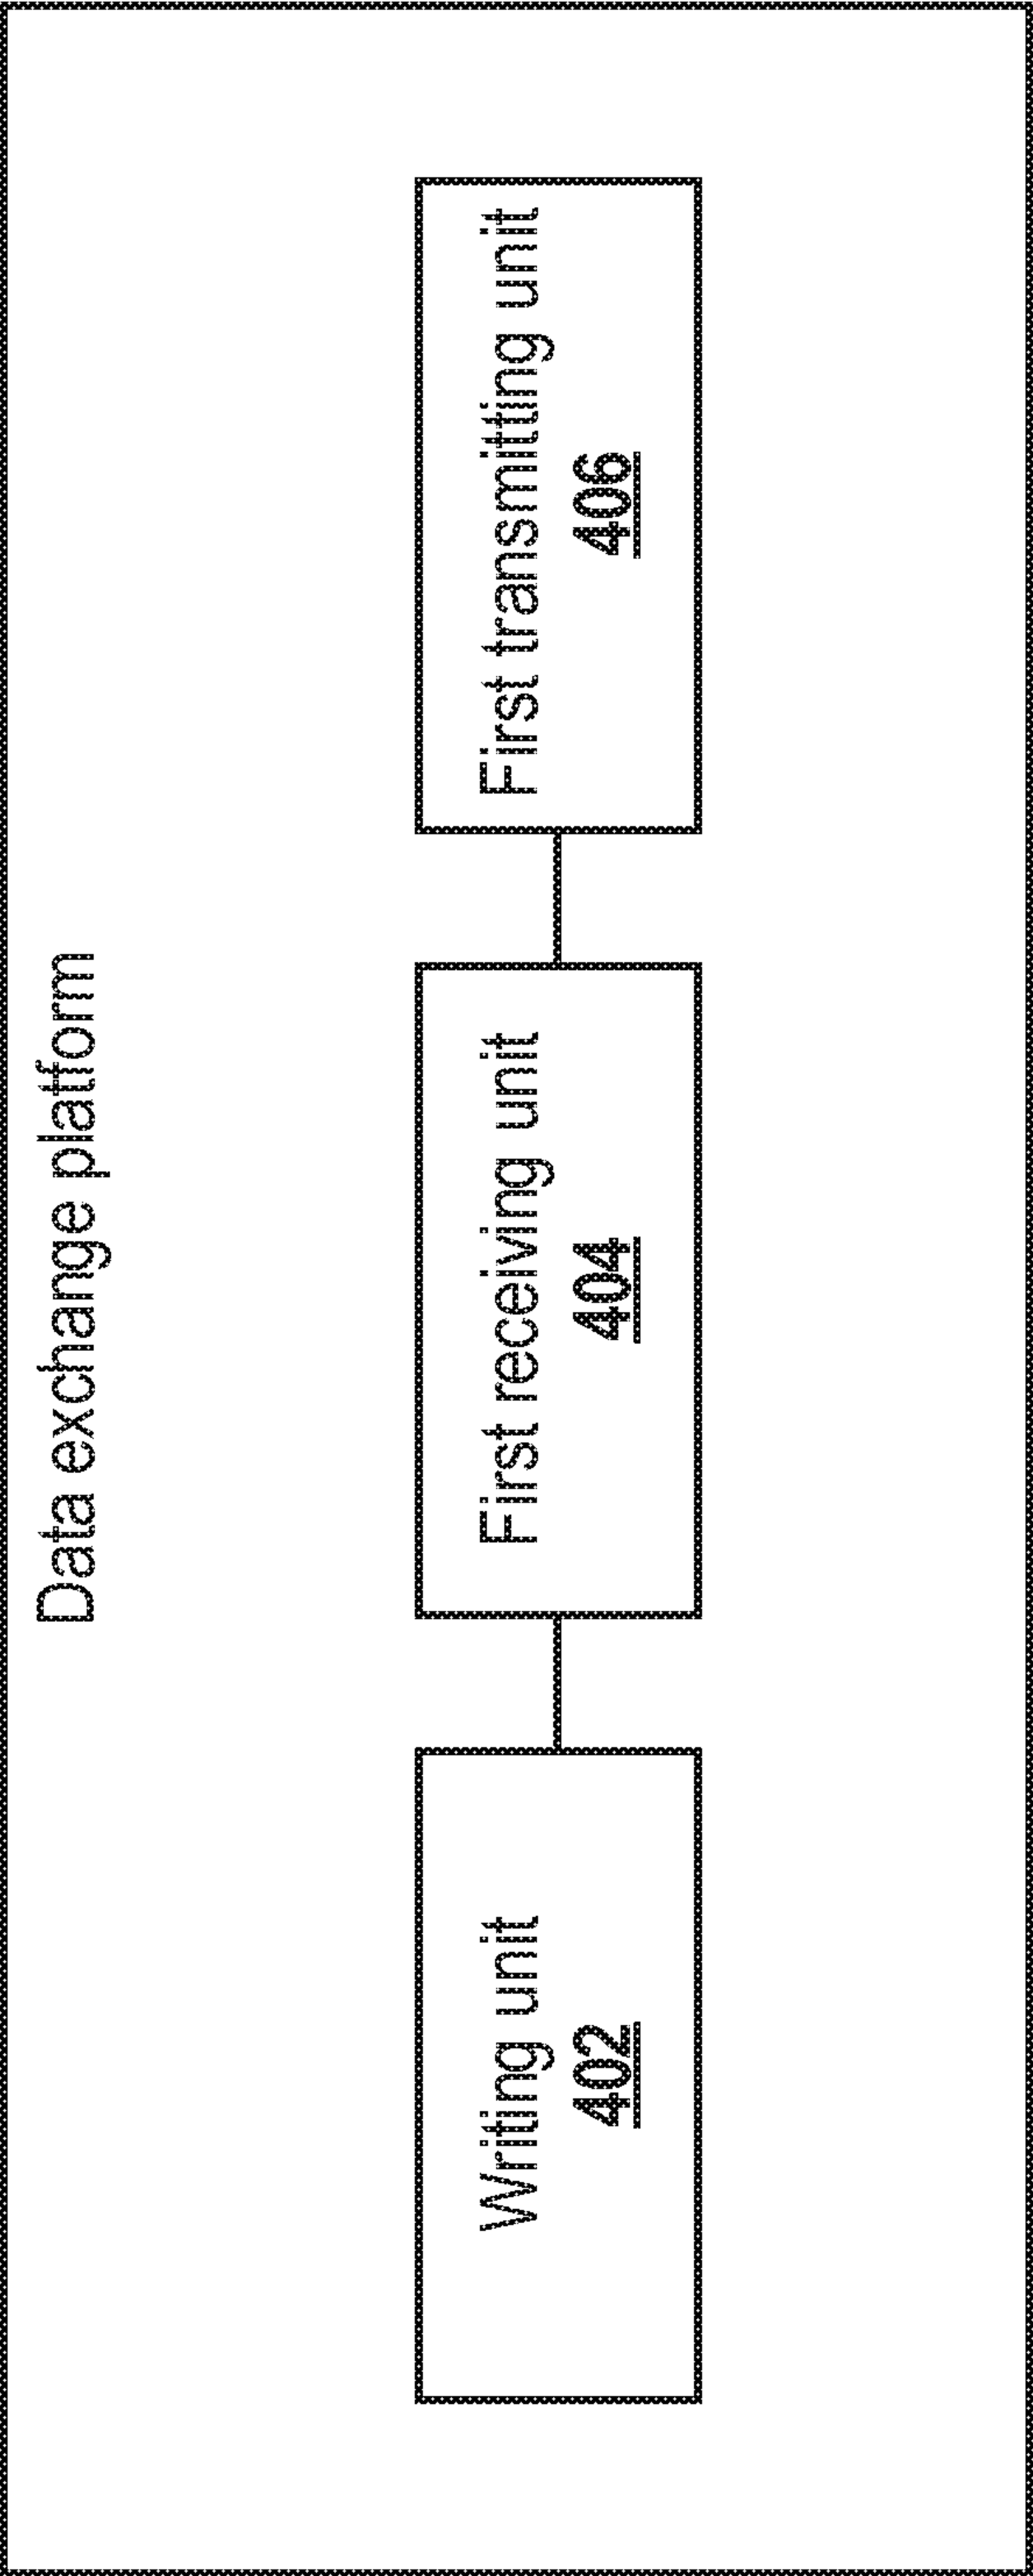 Data exchange platform
Writing unit
402
First receiving unit
404
First transmitting unit
406